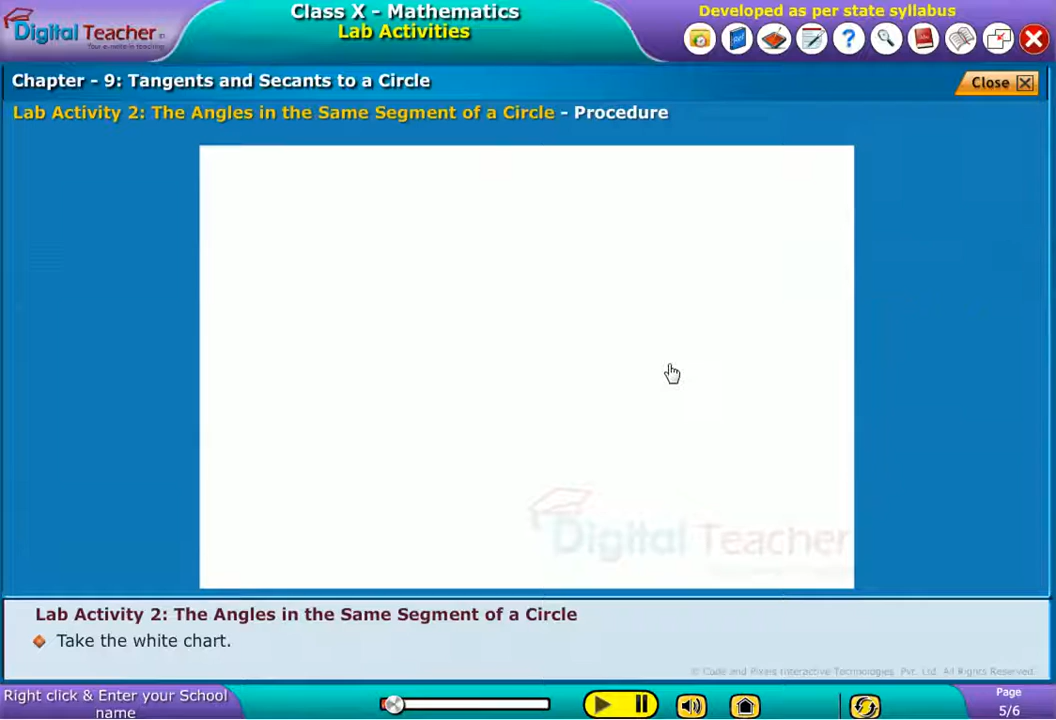 Digital Teacher
Your e-mate in teaching
Class X - Mathematics
Lab Activities
Developed as per state syllabus
Chapter - 9: Tangents and Secants to a Circle
Close
Lab Activity 2: The Angles in the Same Segment of a Circle - Procedure
Digital Teacher
Lab Activity 2: The Angles in the Same Segment of a Circle
Take the white chart.
© Code and Pixels Interactive Technologies. Pvt. Ltd. All Rights Reserved.
Right click & Enter your School
name
Page
5/6